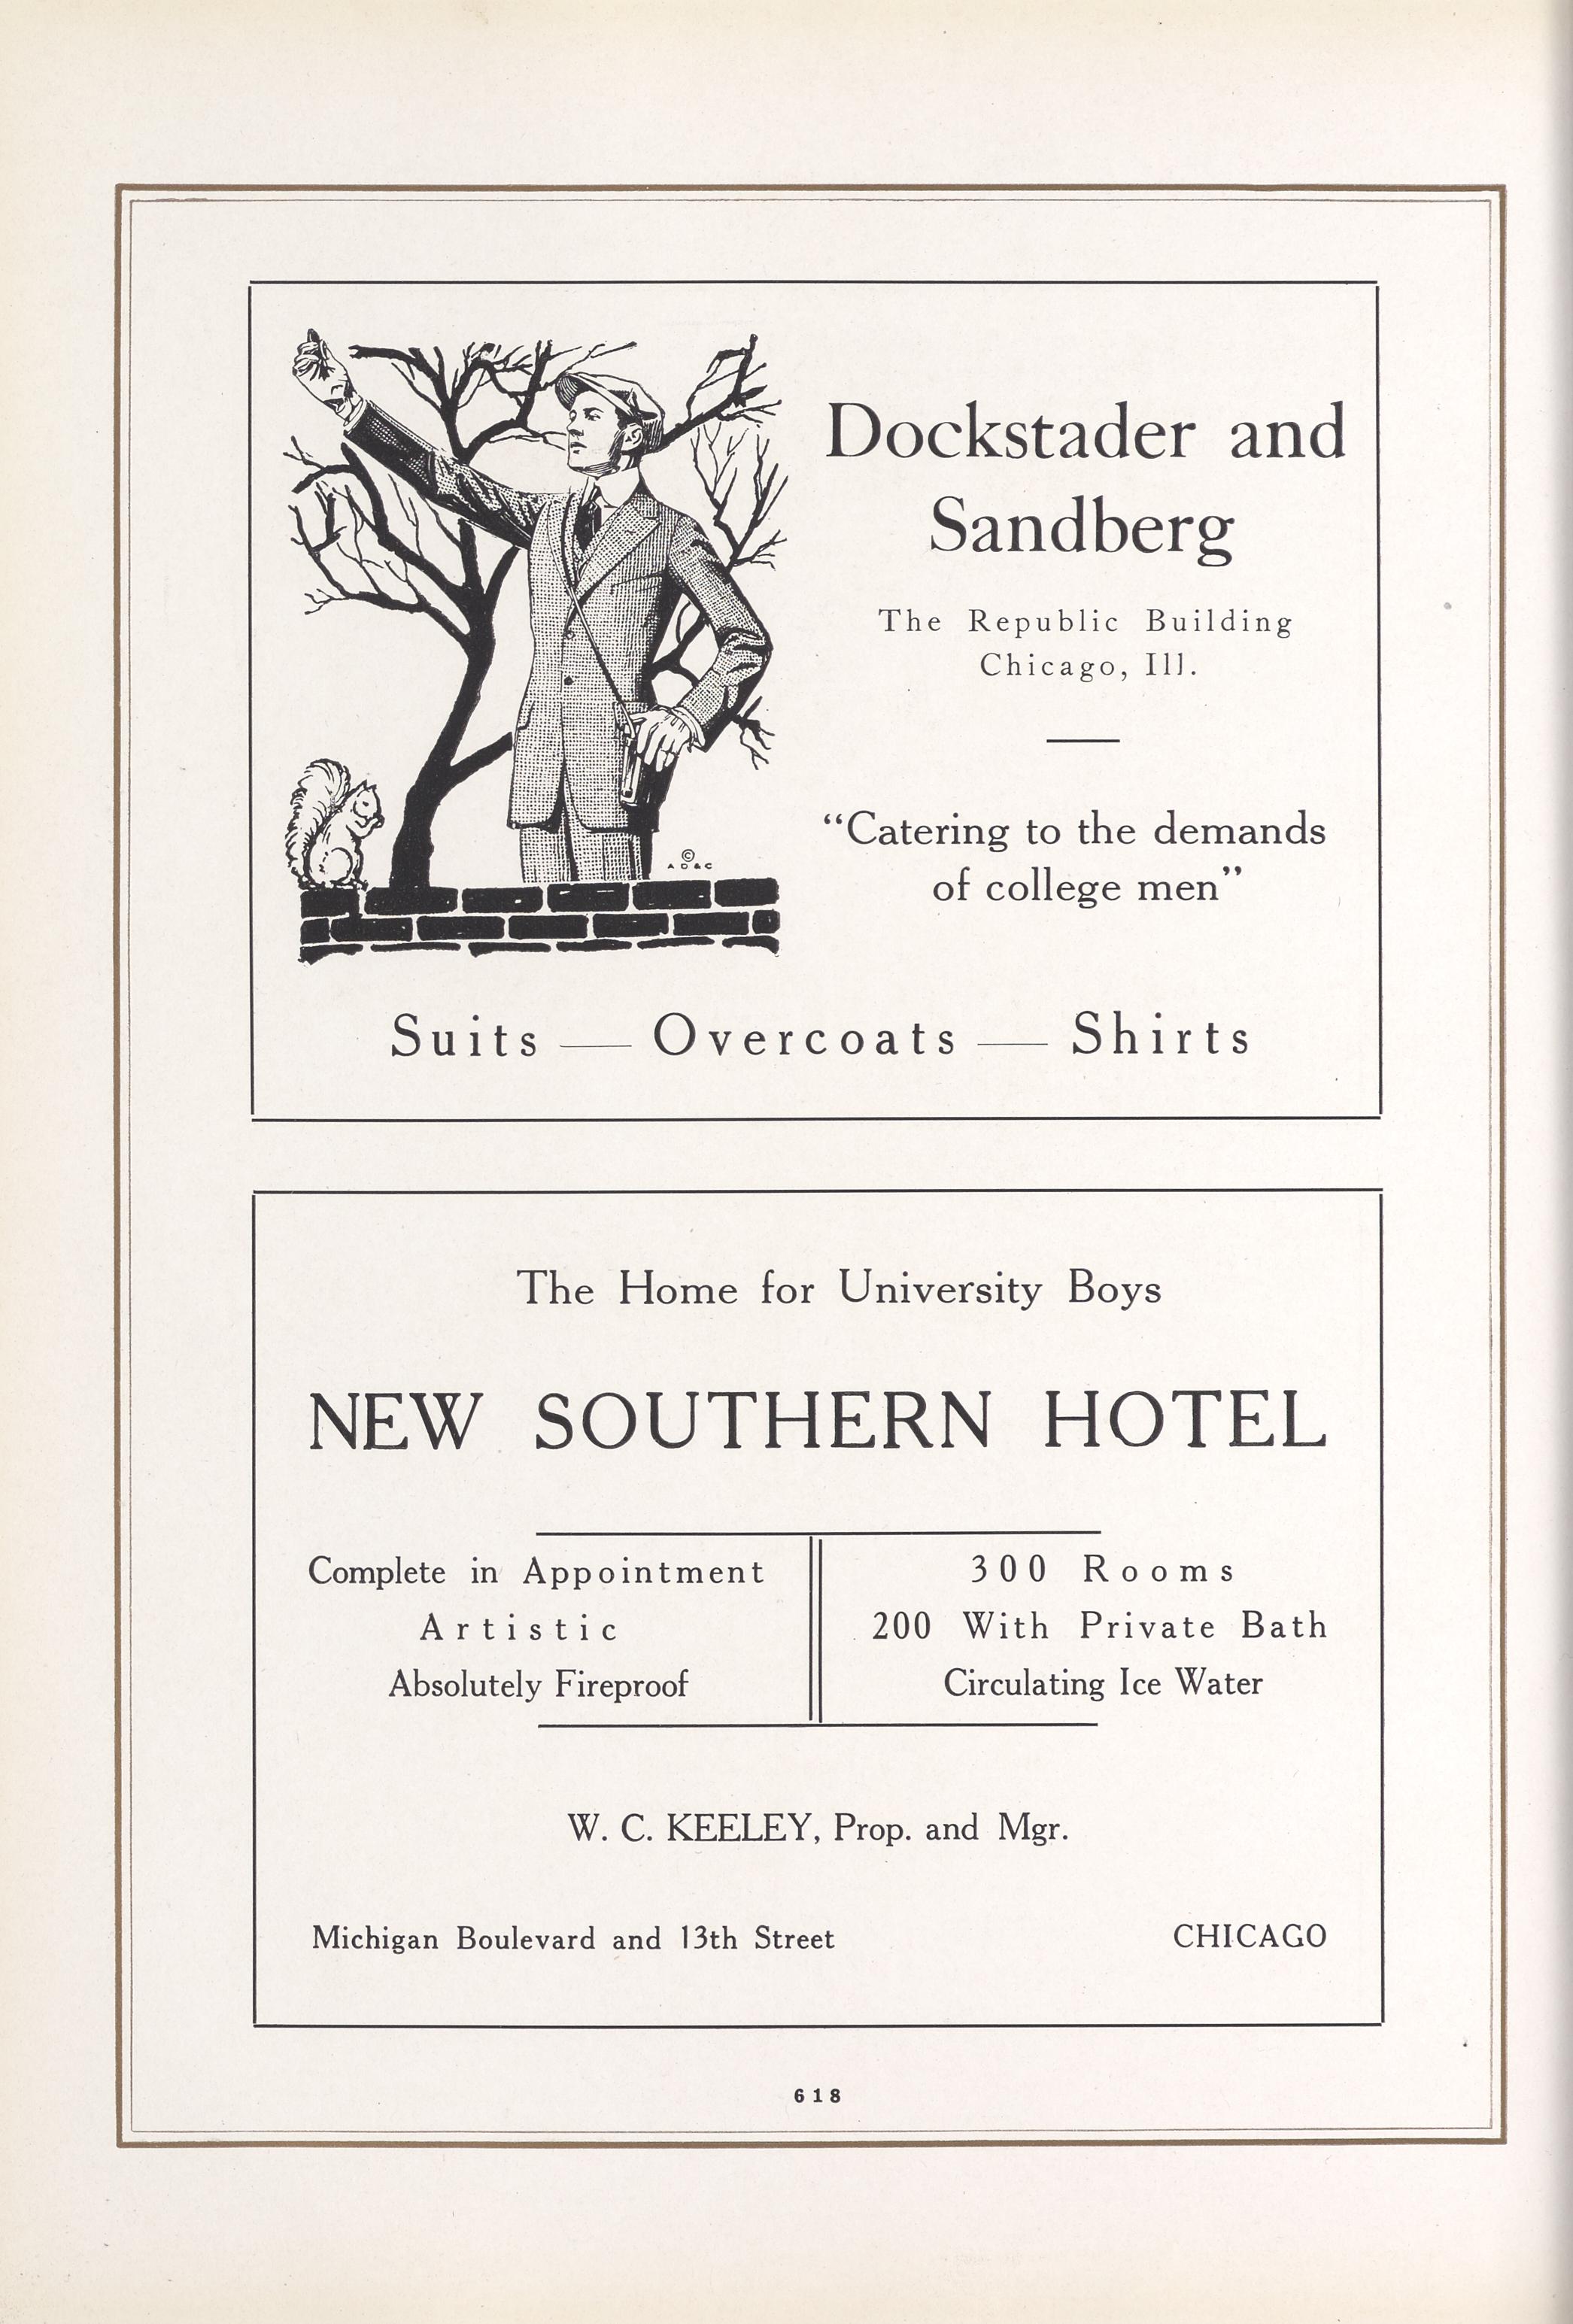 Dockstader and
Sandberg
The Republic Building
Chicago, Ill.
“Catering to the demands
of college men”
©
A D & C
Suits — Overcoats — Shirts
The Home for University Boys
NEW SOUTHERN HOTEL
Complete in Appointment
Artistic
Absolutely Fireproof
300 Rooms
200 With Private Bath
Circulating Ice Water
W. C. KEELEY, Prop. and Mgr.
Michigan Boulevard and 13th Street CHICAGO
618